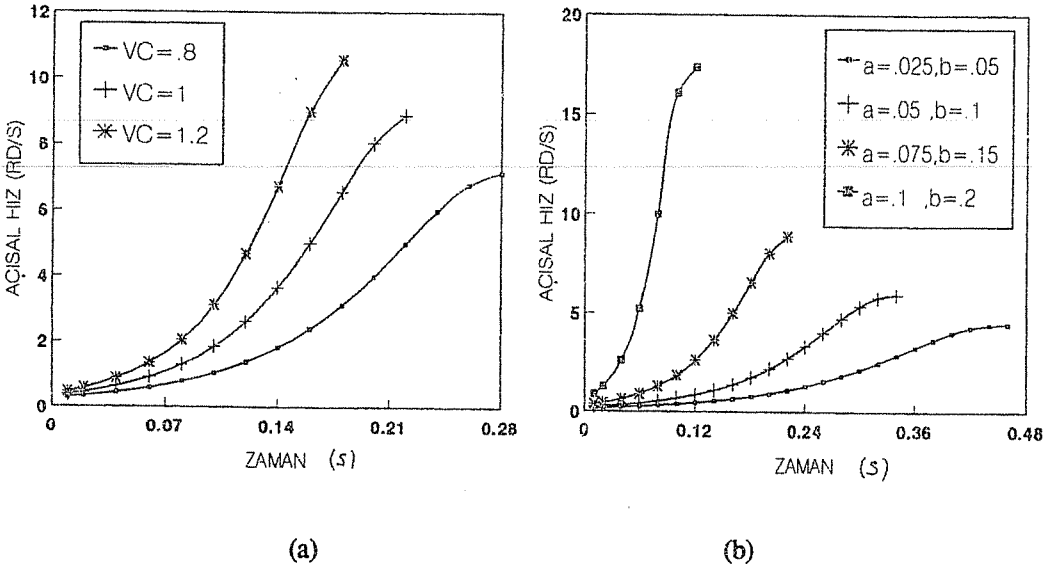 12
10
8
6
4
2
0
0
0.07
0.14
0.21
0.28
AÇISAL HIZ (RD/S)
ZAMAN (s)
VC=.8
VC=1
VC=1.2
20
15
10
5
0
0
0.12
0.24
0.36
0.48
AÇISAL HIZ (RD/S)
ZAMAN (s)
a=.025,b=.05
a=.05 ,b=.1
a=.075,b=.15
a=.1 ,b=.2
(a)
(b)